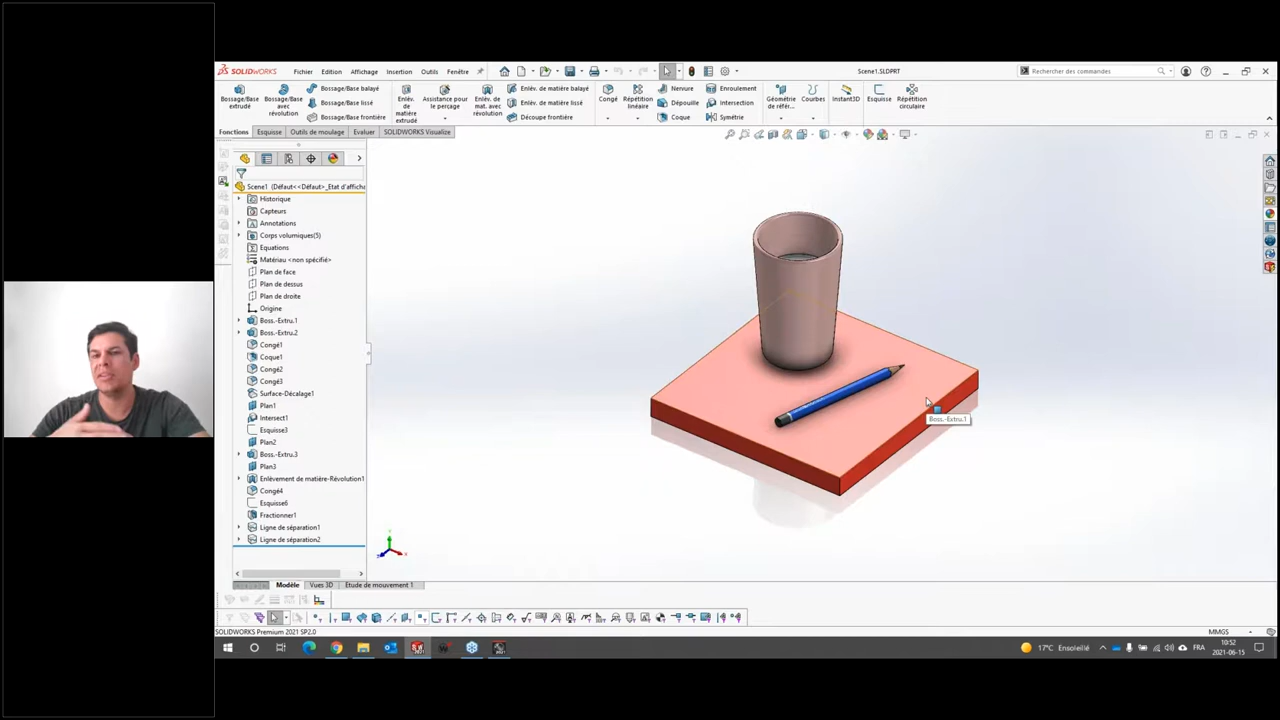 SOLIDWORKS
Fichier
Edition
Affichage
Insertion
Outils
Fenêtre
Scene1.SLDPRT
Rechercher des commandes
Bossage/Base
extrudé
Bossage/Base
avec
révolution
Bossage/Base balayé
Bossage/Base lissé
Bossage/Base frontière
Enlèv.
de
matière
extrudé
Assistance pour
le perçage
Enlèv. de
mat. avec
révolution
Enlèv. de matière balayé
Enlèv. de matière lissé
Découpe frontière
Congé
Répétition
linéaire
Nervure
Dépouille
Coque
Enroulement
Intersection
Symétrie
Géométrie
de référ...
Courbes
Instant3D
Esquisse
Répétition
circulaire
Fonctions
Esquisse
Outils de moulage
Evaluer
SOLIDWORKS Visualize
Scene1 (Défaut<<Défaut>_Etat d'afficha
Historique
Capteurs
Annotations
Corps volumiques(5)
Equations
Matériau <non spécifié>
Plan de face
Plan de dessus
Plan de droite
Origine
Boss.-Extru.1
Boss.-Extru.2
Congé1
Coque1
Congé2
Congé3
Surface-Décalage1
Plan1
Intersect1
Esquisse3
Plan2
Boss.-Extru.3
Plan3
Enlèvement de matière-Révolution1
Congé4
Esquisse6
Fractionner1
Ligne de séparation1
Ligne de séparation2
Boss.-Extru.1
Modèle
Vues 3D
Etude de mouvement 1
SOLIDWORKS Premium 2021 SP2.0
MMGS
17°C Ensoleillé
FRA
10:52
2021-06-15